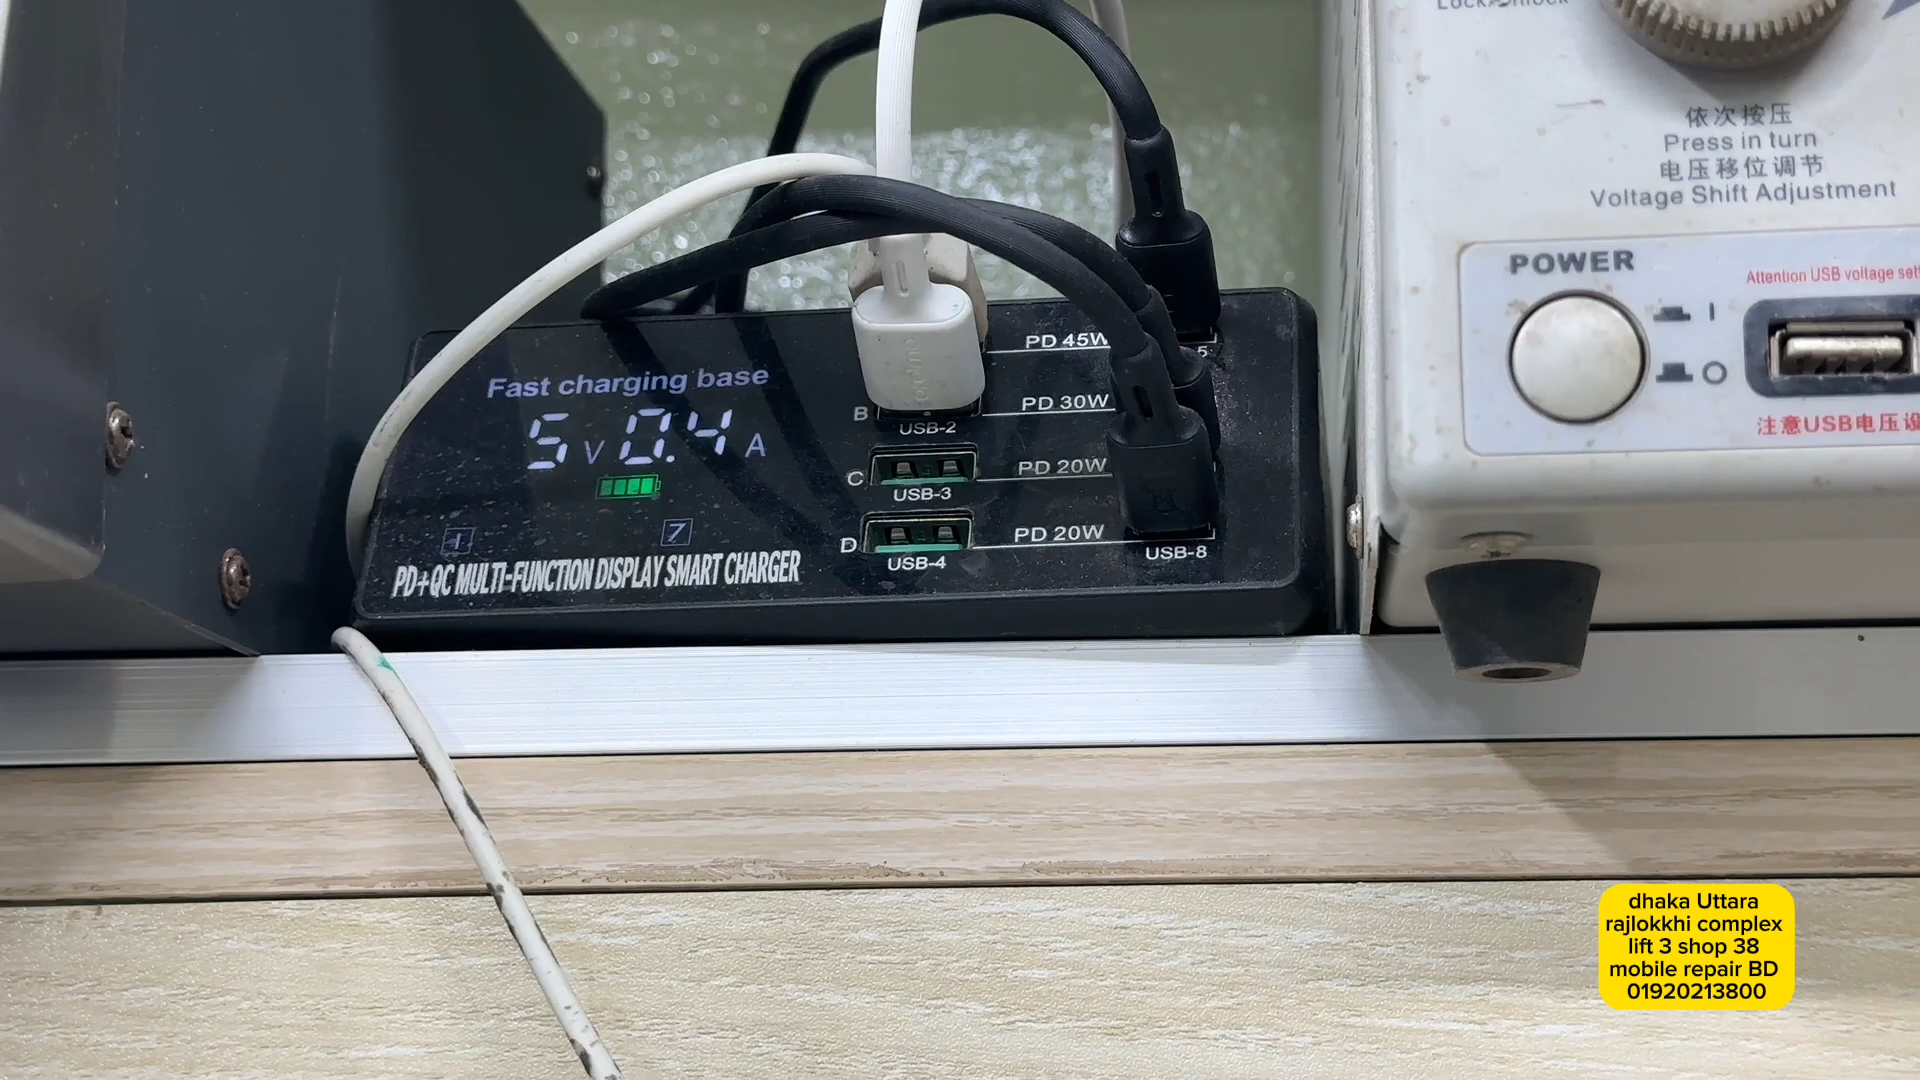 依次按压
Press in turn
电压移位调节
Voltage Shift Adjustment
POWER
Attention USB voltage
注意USB电压设
Fast charging base
5 V 0.4 A
7
PD+QC MULTI-FUNCTION DISPLAY SMART CHARGER
PD 45W
5
B
USB-2
PD 30W
C
USB-3
PD 20W
D
USB-4
PD 20W
USB-8
dhaka Uttara
rajlokkhi complex
lift 3 shop 38
mobile repair BD
01920213800